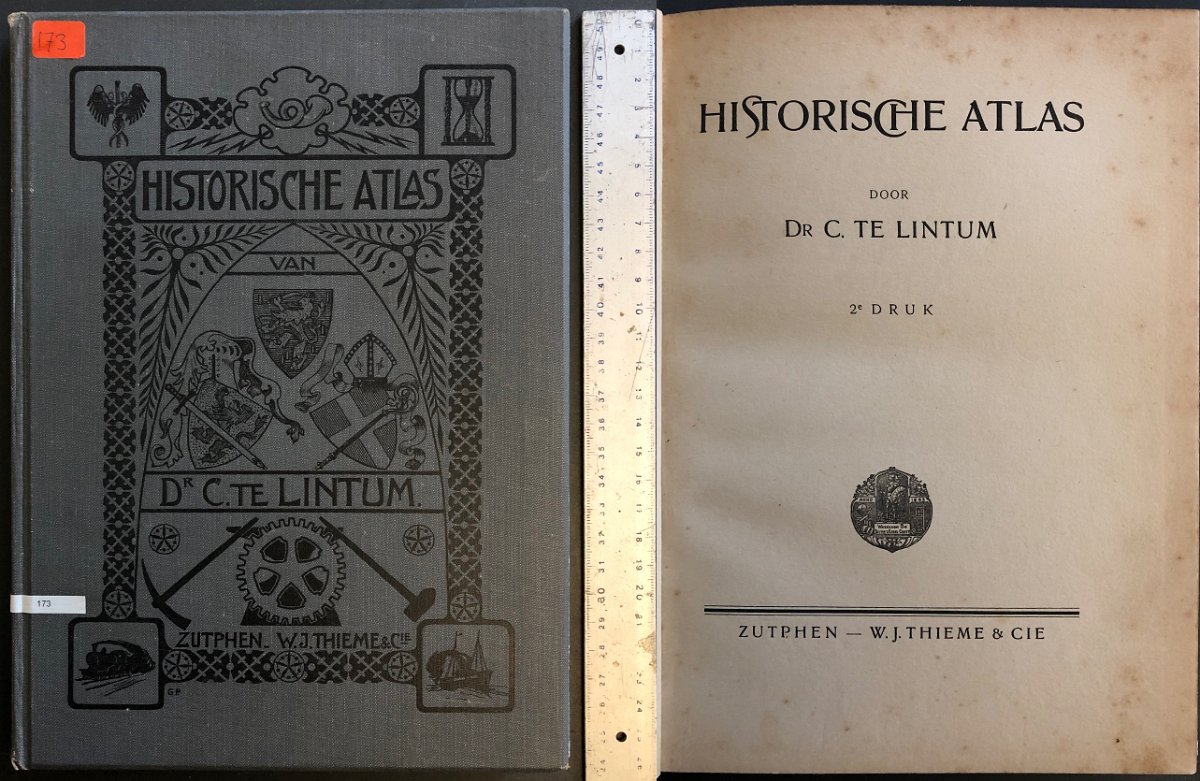 173
HISTORISCHE ATLAS
VAN
DR C. TE LINTUM.
173
ZUTPHEN_ W.J. THIEME & CIE
HISTORISCHE ATLAS
DOOR
DR C. TE LINTUM
2e DRUK
ZUTPHEN — W. J. THIEME & CIE